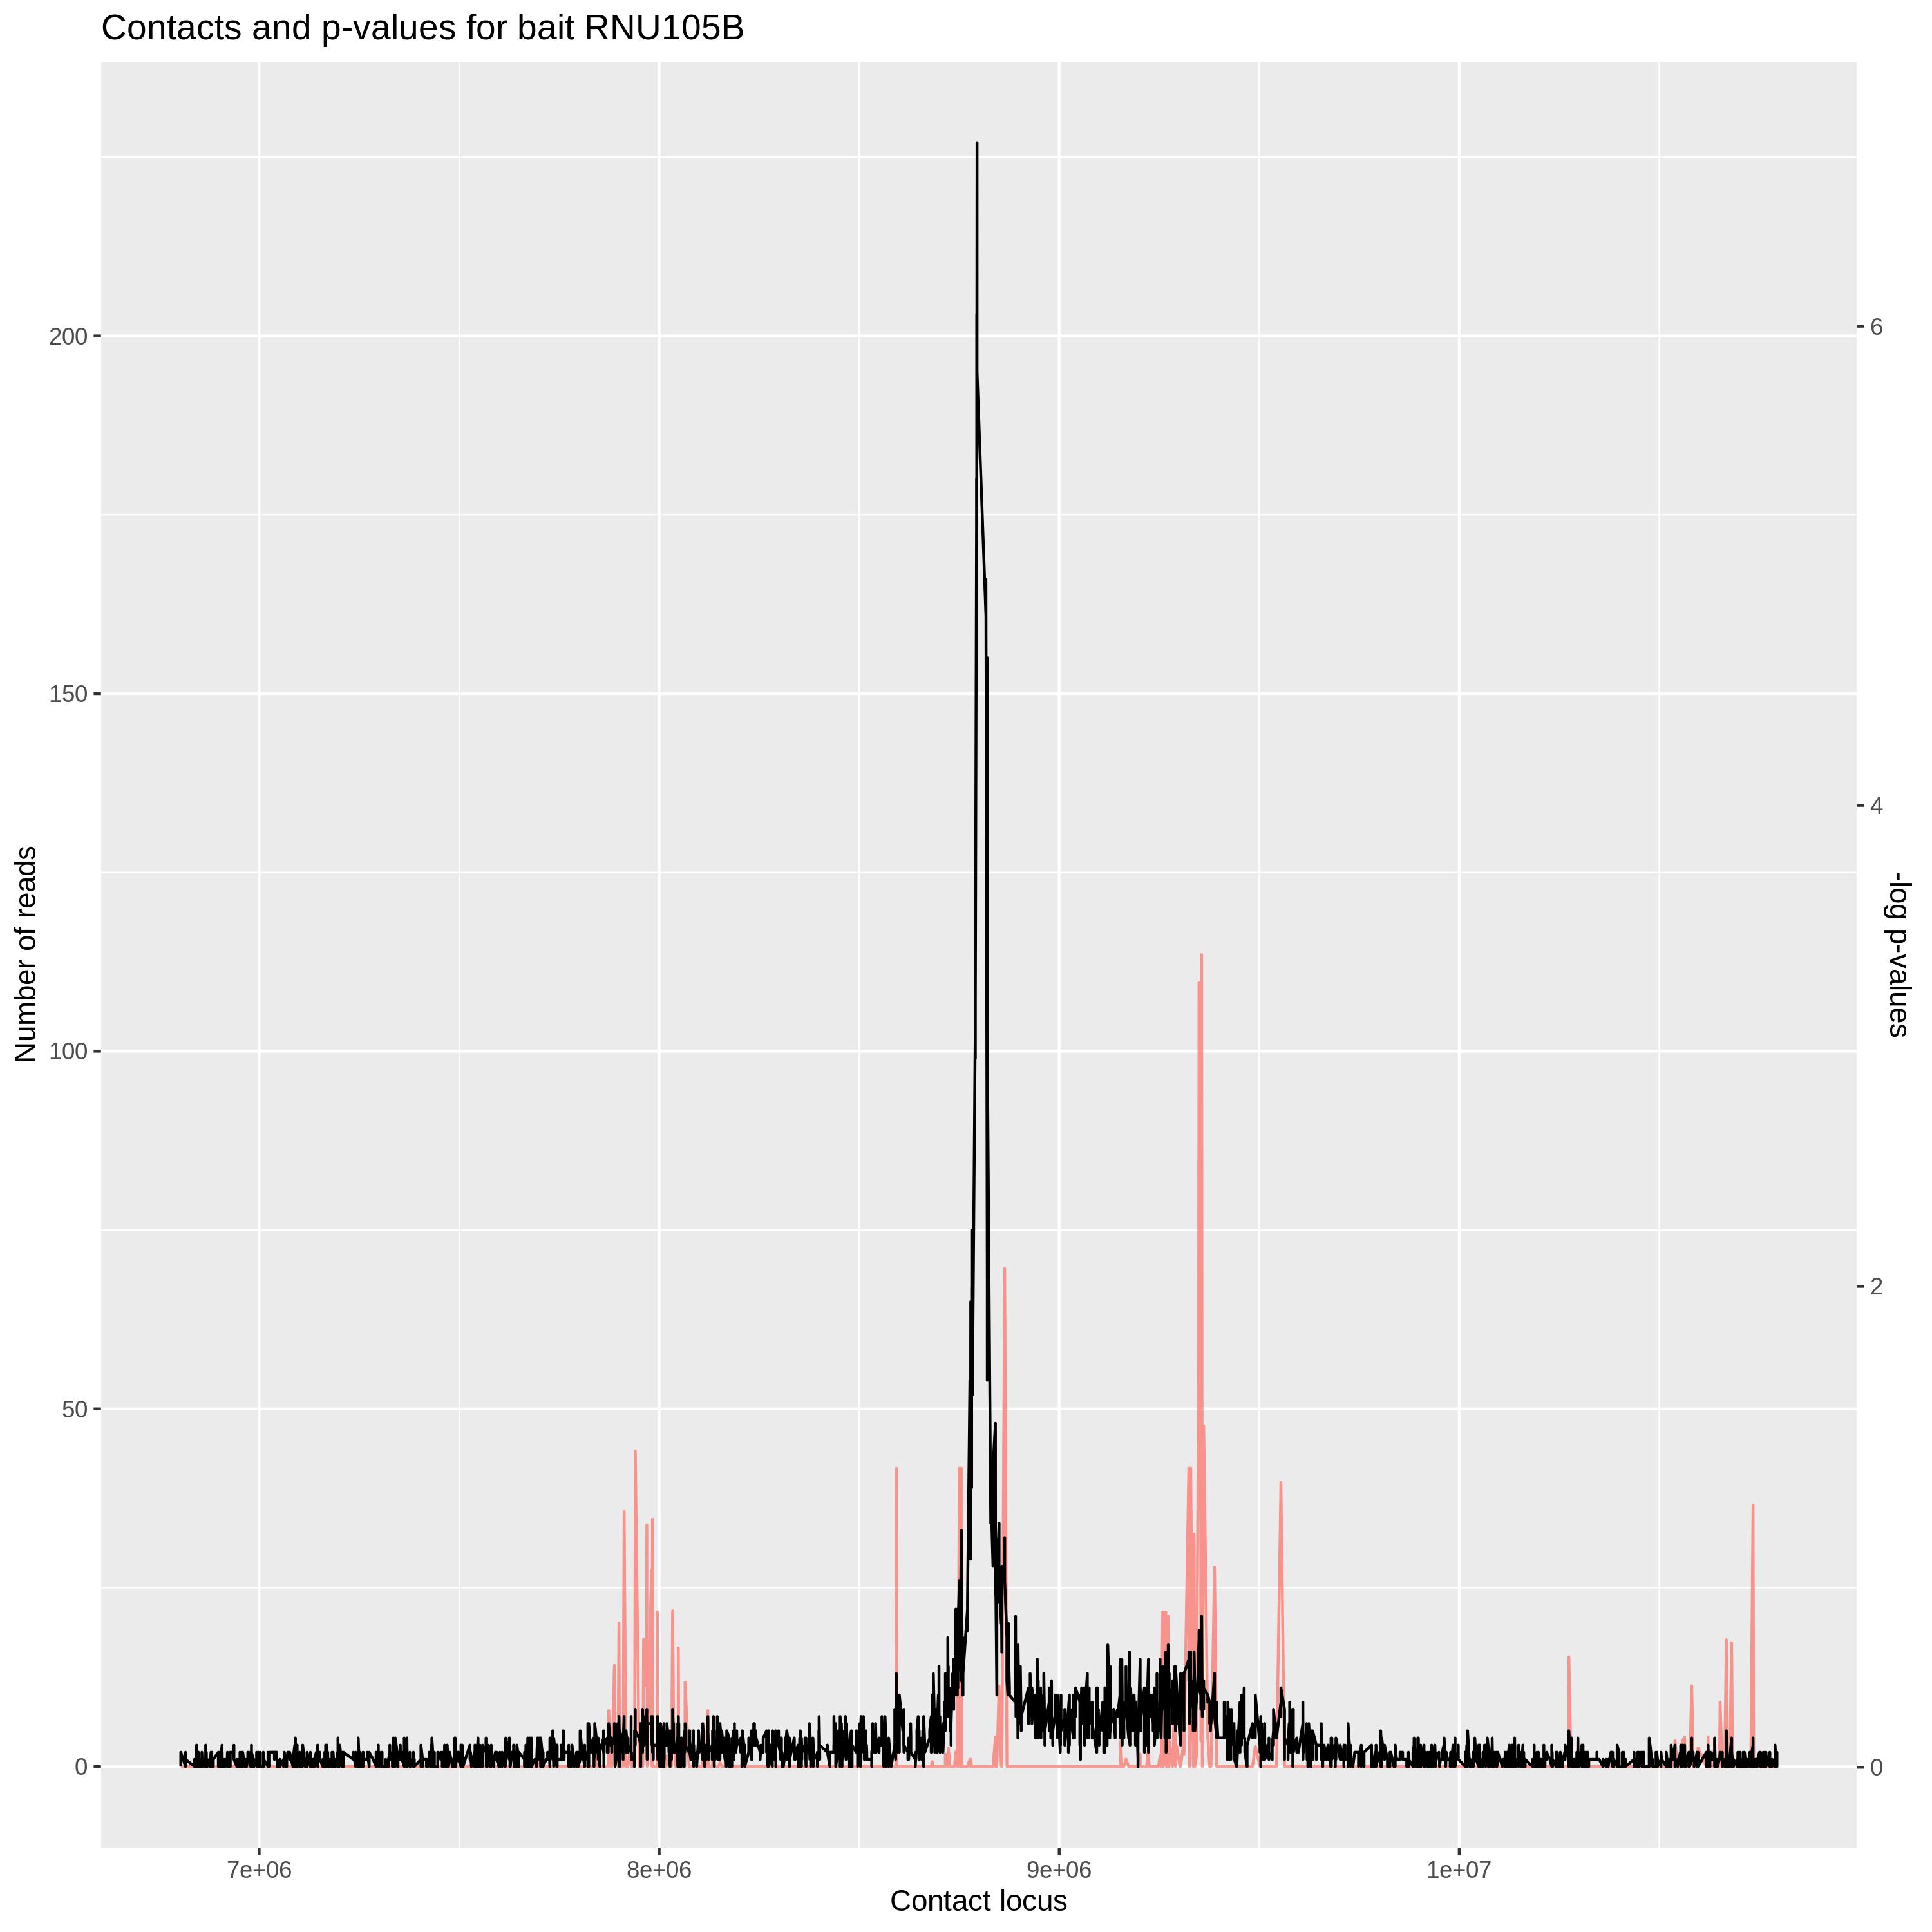 Contacts and p-values for bait RNU105B
Number of reads
200
150
100
50
0
6
4
2
0
-log p-values
7e+06
8e+06
9e+06
1e+07
Contact locus